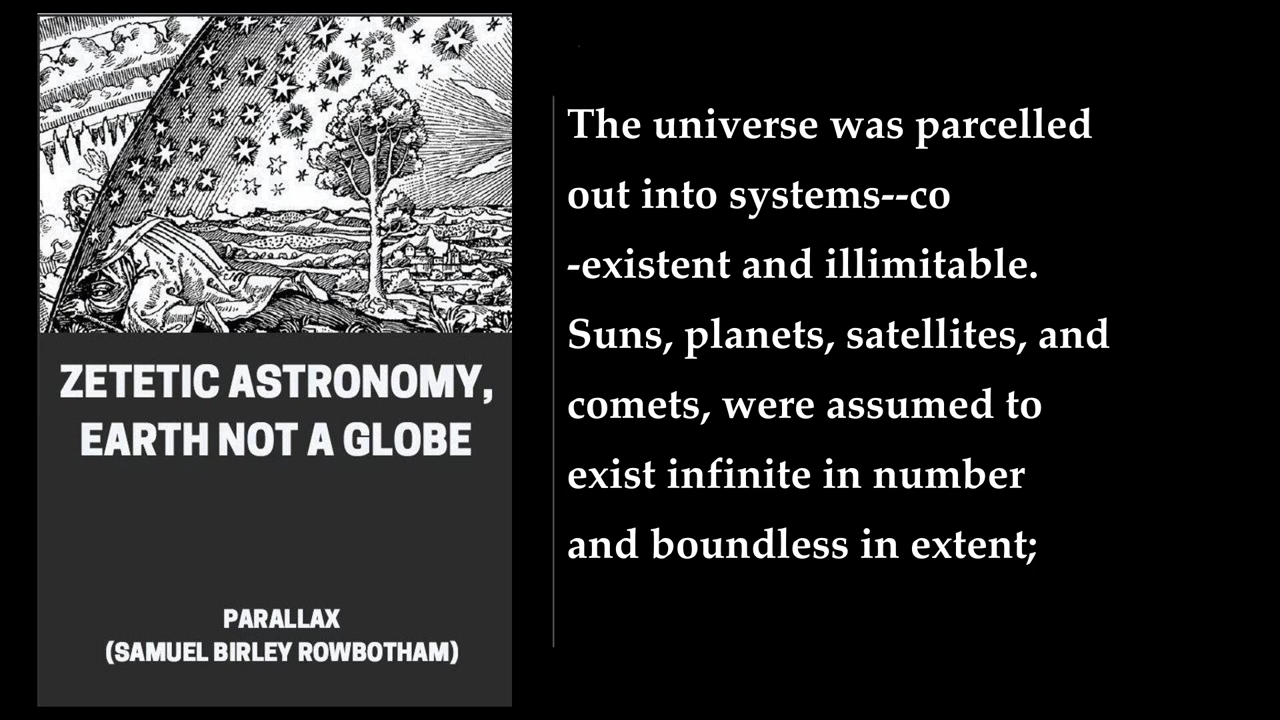 ZETETIC ASTRONOMY,
EARTH NOT A GLOBE
PARALLAX
(SAMUEL BIRLEY ROWBOTHAM)
The universe was parcelled
out into systems--co
-existent and illimitable.
Suns, planets, satellites, and
comets, were assumed to
exist infinite in number
and boundless in extent;